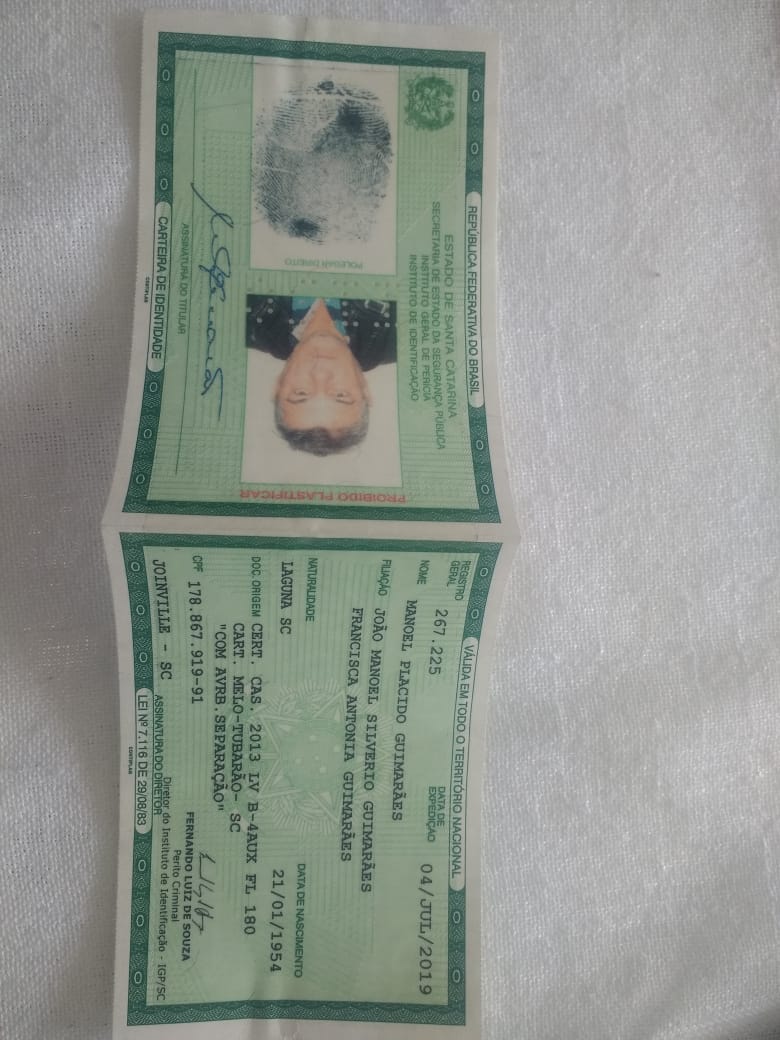 REPÚBLICA FEDERATIVA DO BRASIL
ESTADO DE SANTA CATARINA
SECRETARIA DE ESTADO DA SEGURANÇA PÚBLICA
INSTITUTO GERAL DE PERÍCIA
INSTITUTO DE IDENTIFICAÇÃO
POLEGAR DIREITO
PROIBIDO PLASTIFICAR
ASSINATURA DO TITULAR
CARTEIRA DE IDENTIDADE
CONTIPLAN
VÁLIDA EM TODO O TERRITÓRIO NACIONAL
REGISTRO GERAL 267.225 DATA DE EXPEDIÇÃO 04/JUL/2019
NOME MANOEL PLACIDO GUIMARÃES
FILIAÇÃO JOÃO MANOEL SILVERIO GUIMARÃES
FRANCISCA ANTONIA GUIMARÃES
NATURALIDADE DATA DE NASCIMENTO
LAGUNA SC 21/01/1954
DOC. ORIGEM CERT. CAS. 2013 LV B-4AUX FL 180
CART. MELO-TUBARÃO- SC
"COM AVRB.SEPARAÇÃO"
CPF 178.867.919-91
FERNANDO LUIZ DE SOUZA
Perito Criminal
Diretor do Instituto de Identificação - IGP/SC
JOINVILLE - SC ASSINATURA DO DIRETOR
LEI Nº 7.116 DE 29/08/83
CONTIPLAN